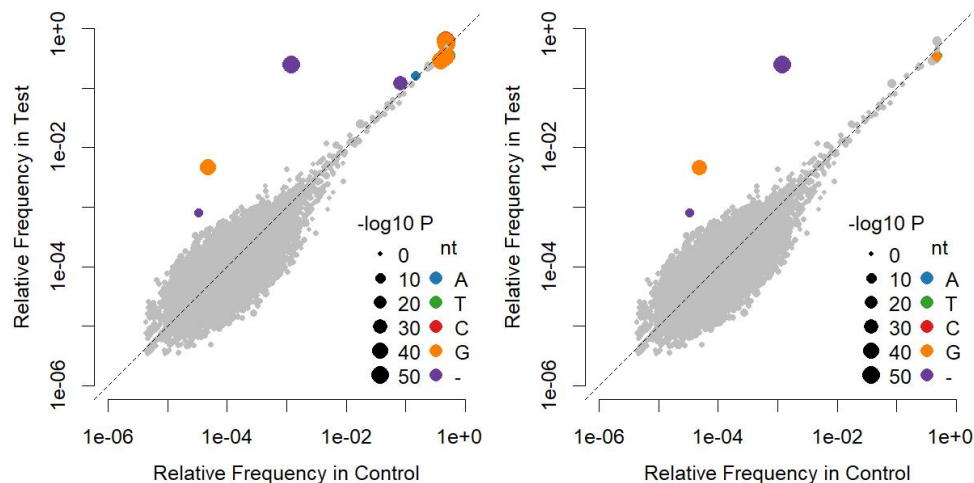 1e+0
1e-02
1e-04
1e-06
Relative Frequency in Test
-log10 P
nt
0
10 A
20 T
30 C
40 G
50 -
1e-06 1e-04 1e-02 1e+0
Relative Frequency in Control
1e+0
1e-02
1e-04
1e-06
Relative Frequency in Test
-log10 P
nt
0
10 A
20 T
30 C
40 G
50 -
1e-06 1e-04 1e-02 1e+0
Relative Frequency in Control